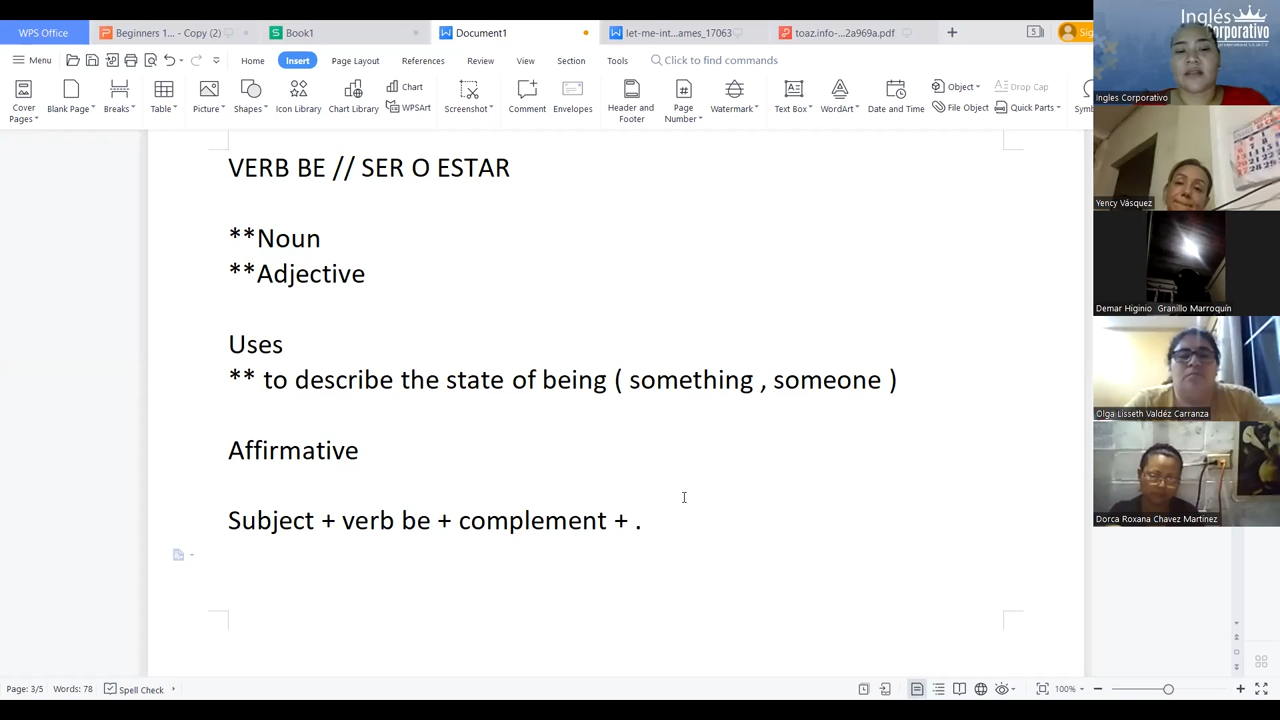 WPS Office
Beginners 1... - Copy (2)
Book1
Document1
let-me-int...ames_17063
toaz.info-...2a969a.pdf
Menu
Home
Insert
Page Layout
References
Review
View
Section
Tools
Click to find commands
Cover Pages
Blank Page
Breaks
Table
Picture
Shapes
Icon Library
Chart Library
Chart
WPSArt
Screenshot
Comment
Envelopes
Header and Footer
Page Number
Watermark
Text Box
WordArt
Date and Time
Object
File Object
Drop Cap
Quick Parts
VERB BE // SER O ESTAR
**Noun
**Adjective
Uses
** to describe the state of being ( something , someone )
Affirmative
Subject + verb be + complement + .
Page: 3/5
Words: 78
Spell Check
100%
Inglés
Corporativo
Ingles Corporativo
Yency Vásquez
Demar Higinio Granillo Marroquín
Olga Lisseth Valdéz Carranza
Dorca Roxana Chavez Martinez